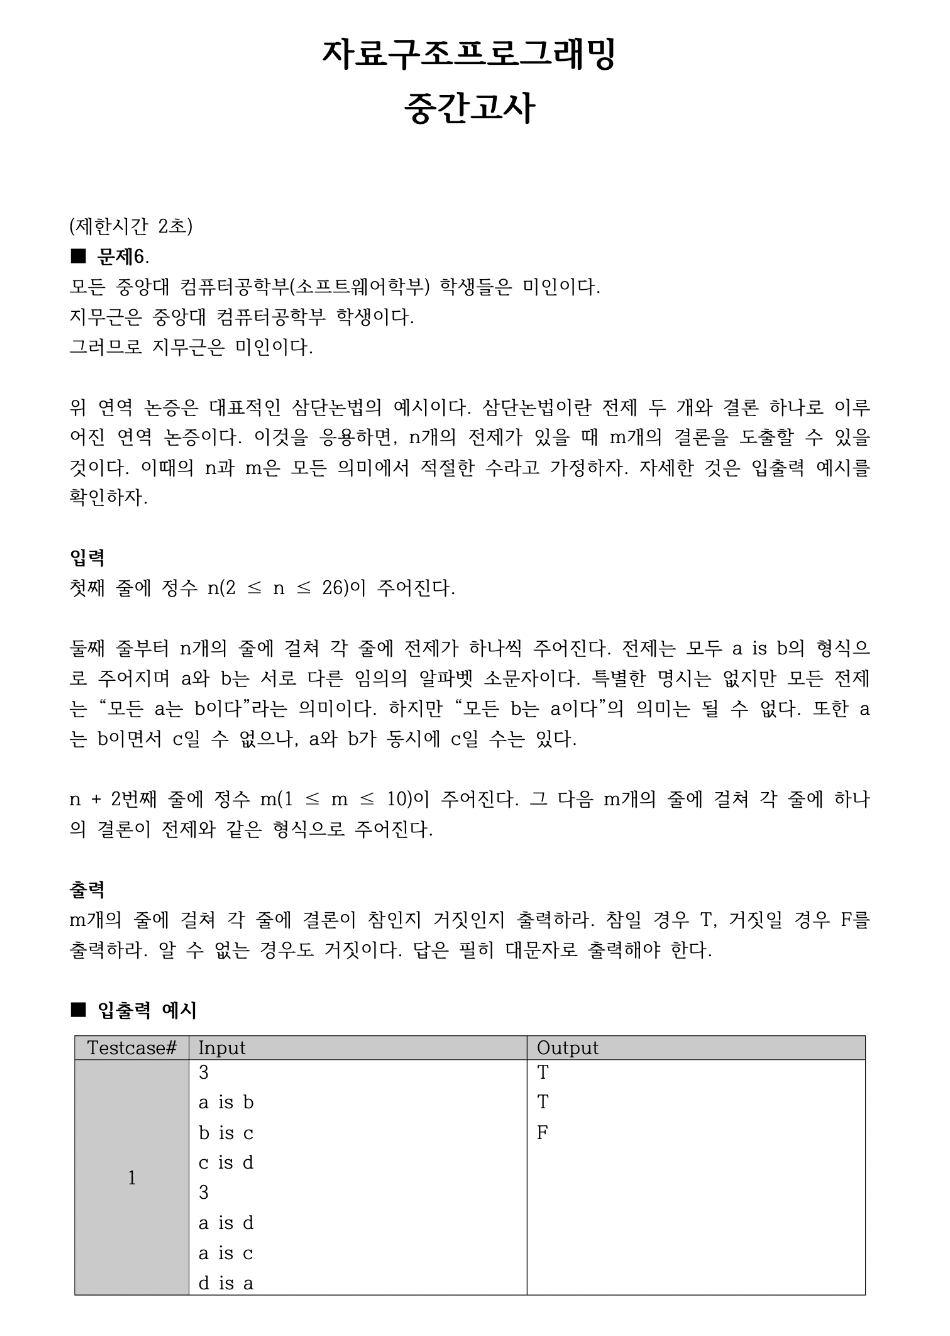 자료구조프로그래밍
중간고사
(제한시간 2초)
■ 문제6.
모든 중앙대 컴퓨터공학부(소프트웨어학부) 학생들은 미인이다.
지무근은 중앙대 컴퓨터공학부 학생이다.
그러므로 지무근은 미인이다.
위 연역 논증은 대표적인 삼단논법의 예시이다. 삼단논법이란 전제 두 개와 결론 하나로 이루
어진 연역 논증이다. 이것을 응용하면, n개의 전제가 있을 때 m개의 결론을 도출할 수 있을
것이다. 이때의 n과 m은 모든 의미에서 적절한 수라고 가정하자. 자세한 것은 입출력 예시를
확인하자.
입력
첫째 줄에 정수 n(2 ≤ n ≤ 26)이 주어진다.
둘째 줄부터 n개의 줄에 걸쳐 각 줄에 전제가 하나씩 주어진다. 전제는 모두 a is b의 형식으
로 주어지며 a와 b는 서로 다른 임의의 알파벳 소문자이다. 특별한 명시는 없지만 모든 전제
는 “모든 a는 b이다”라는 의미이다. 하지만 “모든 b는 a이다”의 의미는 될 수 없다. 또한 a
는 b이면서 c일 수 없으나, a와 b가 동시에 c일 수는 있다.
n + 2번째 줄에 정수 m(1 ≤ m ≤ 10)이 주어진다. 그 다음 m개의 줄에 걸쳐 각 줄에 하나
의 결론이 전제와 같은 형식으로 주어진다.
출력
m개의 줄에 걸쳐 각 줄에 결론이 참인지 거짓인지 출력하라. 참일 경우 T, 거짓일 경우 F를
출력하라. 알 수 없는 경우도 거짓이다. 답은 필히 대문자로 출력해야 한다.
■ 입출력 예시
Testcase# Input Output
3 T
a is b T
b is c F
c is d
1
3
a is d
a is c
d is a